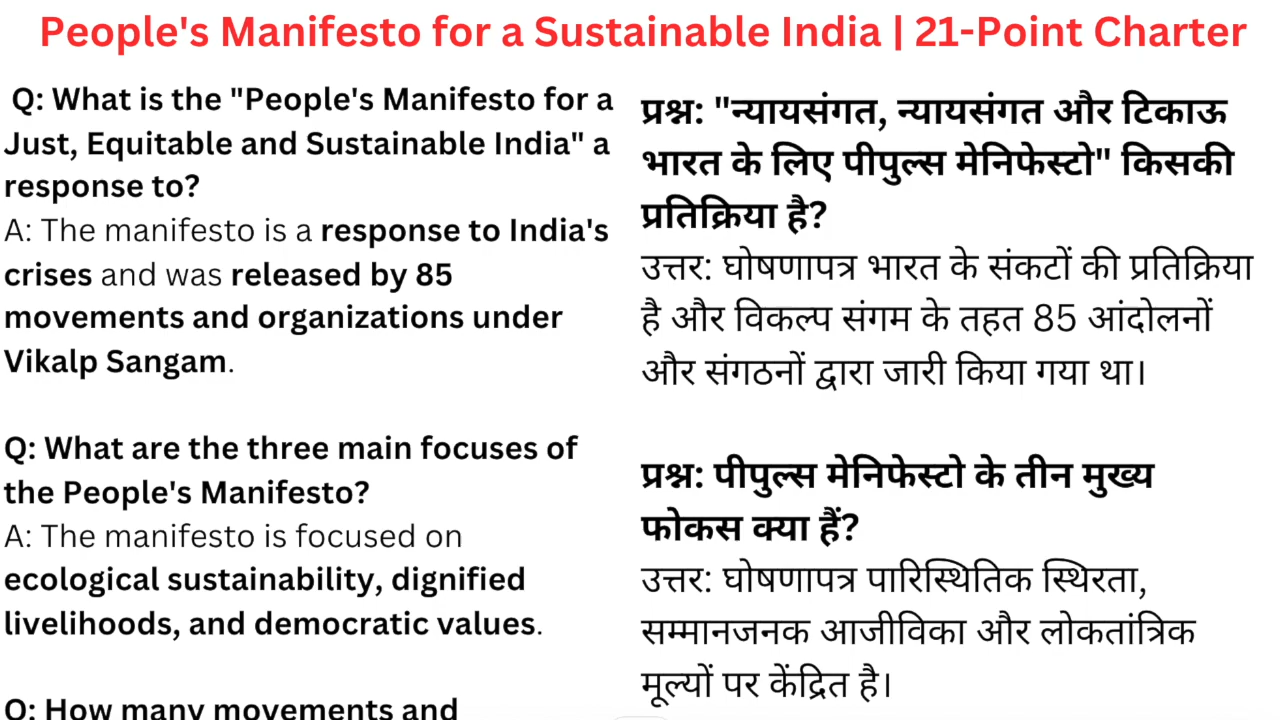 People's Manifesto for a Sustainable India | 21-Point Charter
Q: What is the "People's Manifesto for a
Just, Equitable and Sustainable India" a
response to?
A: The manifesto is a response to India's
crises and was released by 85
movements and organizations under
Vikalp Sangam.
Q: What are the three main focuses of
the People's Manifesto?
A: The manifesto is focused on
ecological sustainability, dignified
livelihoods, and democratic values.
Q: How many movements and
प्रश्न: "न्यायसंगत, न्यायसंगत और टिकाऊ
भारत के लिए पीपुल्स मेनिफेस्टो" किसकी
प्रतिक्रिया है?
उत्तर: घोषणापत्र भारत के संकटों की प्रतिक्रिया
है और विकल्प संगम के तहत 85 आंदोलनों
और संगठनों द्वारा जारी किया गया था।
प्रश्न: पीपुल्स मेनिफेस्टो के तीन मुख्य
फोकस क्या हैं?
उत्तर: घोषणापत्र पारिस्थितिक स्थिरता,
सम्मानजनक आजीविका और लोकतांत्रिक
मूल्यों पर केंद्रित है।